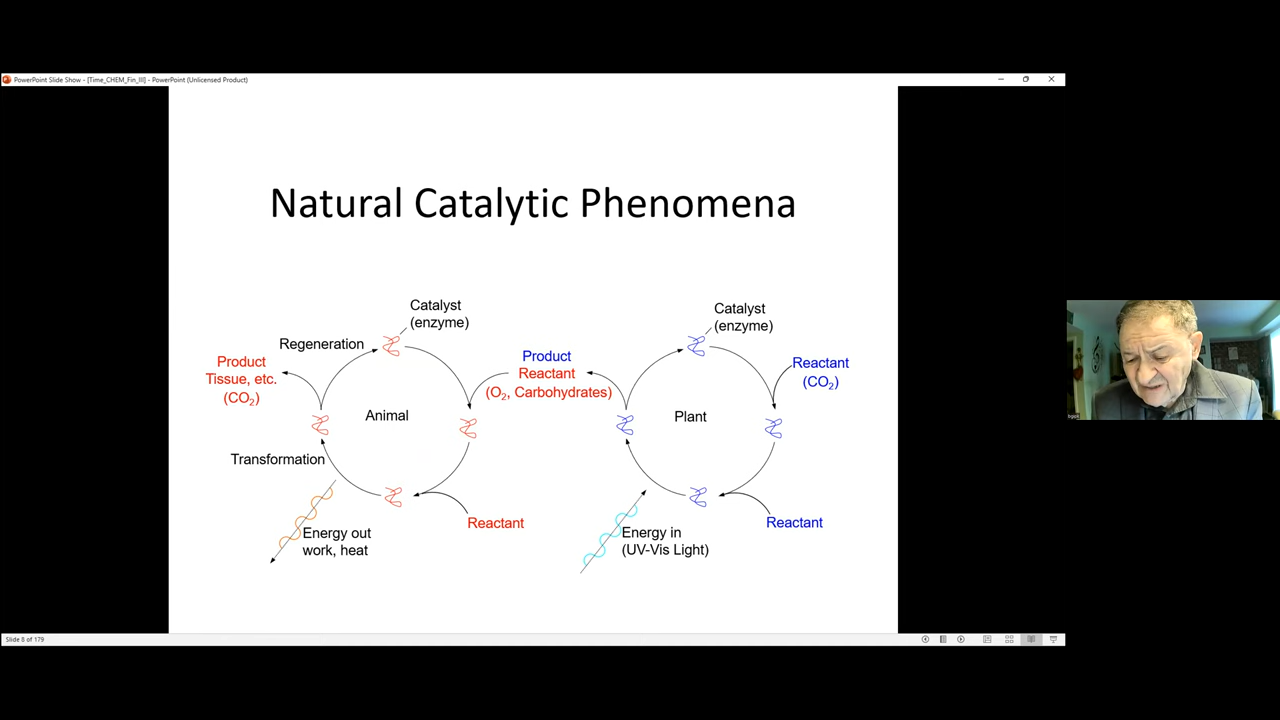 PowerPoint Slide Show - [Time_CHEM_Fin_III] - PowerPoint (Unlicensed Product)
Natural Catalytic Phenomena
Catalyst
(enzyme)
Regeneration
Product
Tissue, etc.
(CO2)
Animal
Transformation
Energy out
work, heat
Reactant
Product
Reactant
(O2, Carbohydrates)
Catalyst
(enzyme)
Reactant
(CO2)
Plant
Energy in
(UV-Vis Light)
Reactant
Slide 8 of 179